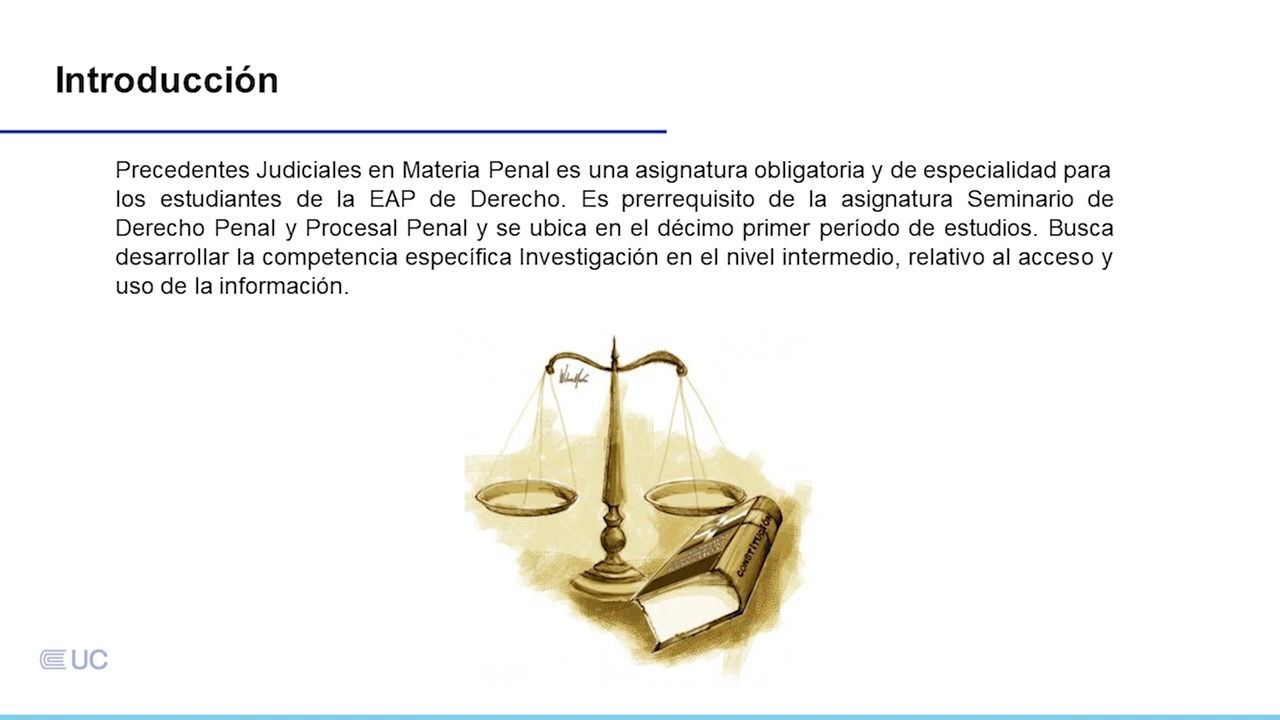 Introducción
Precedentes Judiciales en Materia Penal es una asignatura obligatoria y de especialidad para
los estudiantes de la EAP de Derecho. Es prerrequisito de la asignatura Seminario de
Derecho Penal y Procesal Penal y se ubica en el décimo primer período de estudios. Busca
desarrollar la competencia específica Investigación en el nivel intermedio, relativo al acceso y
uso de la información.
CONSTITUCIÓN
UC